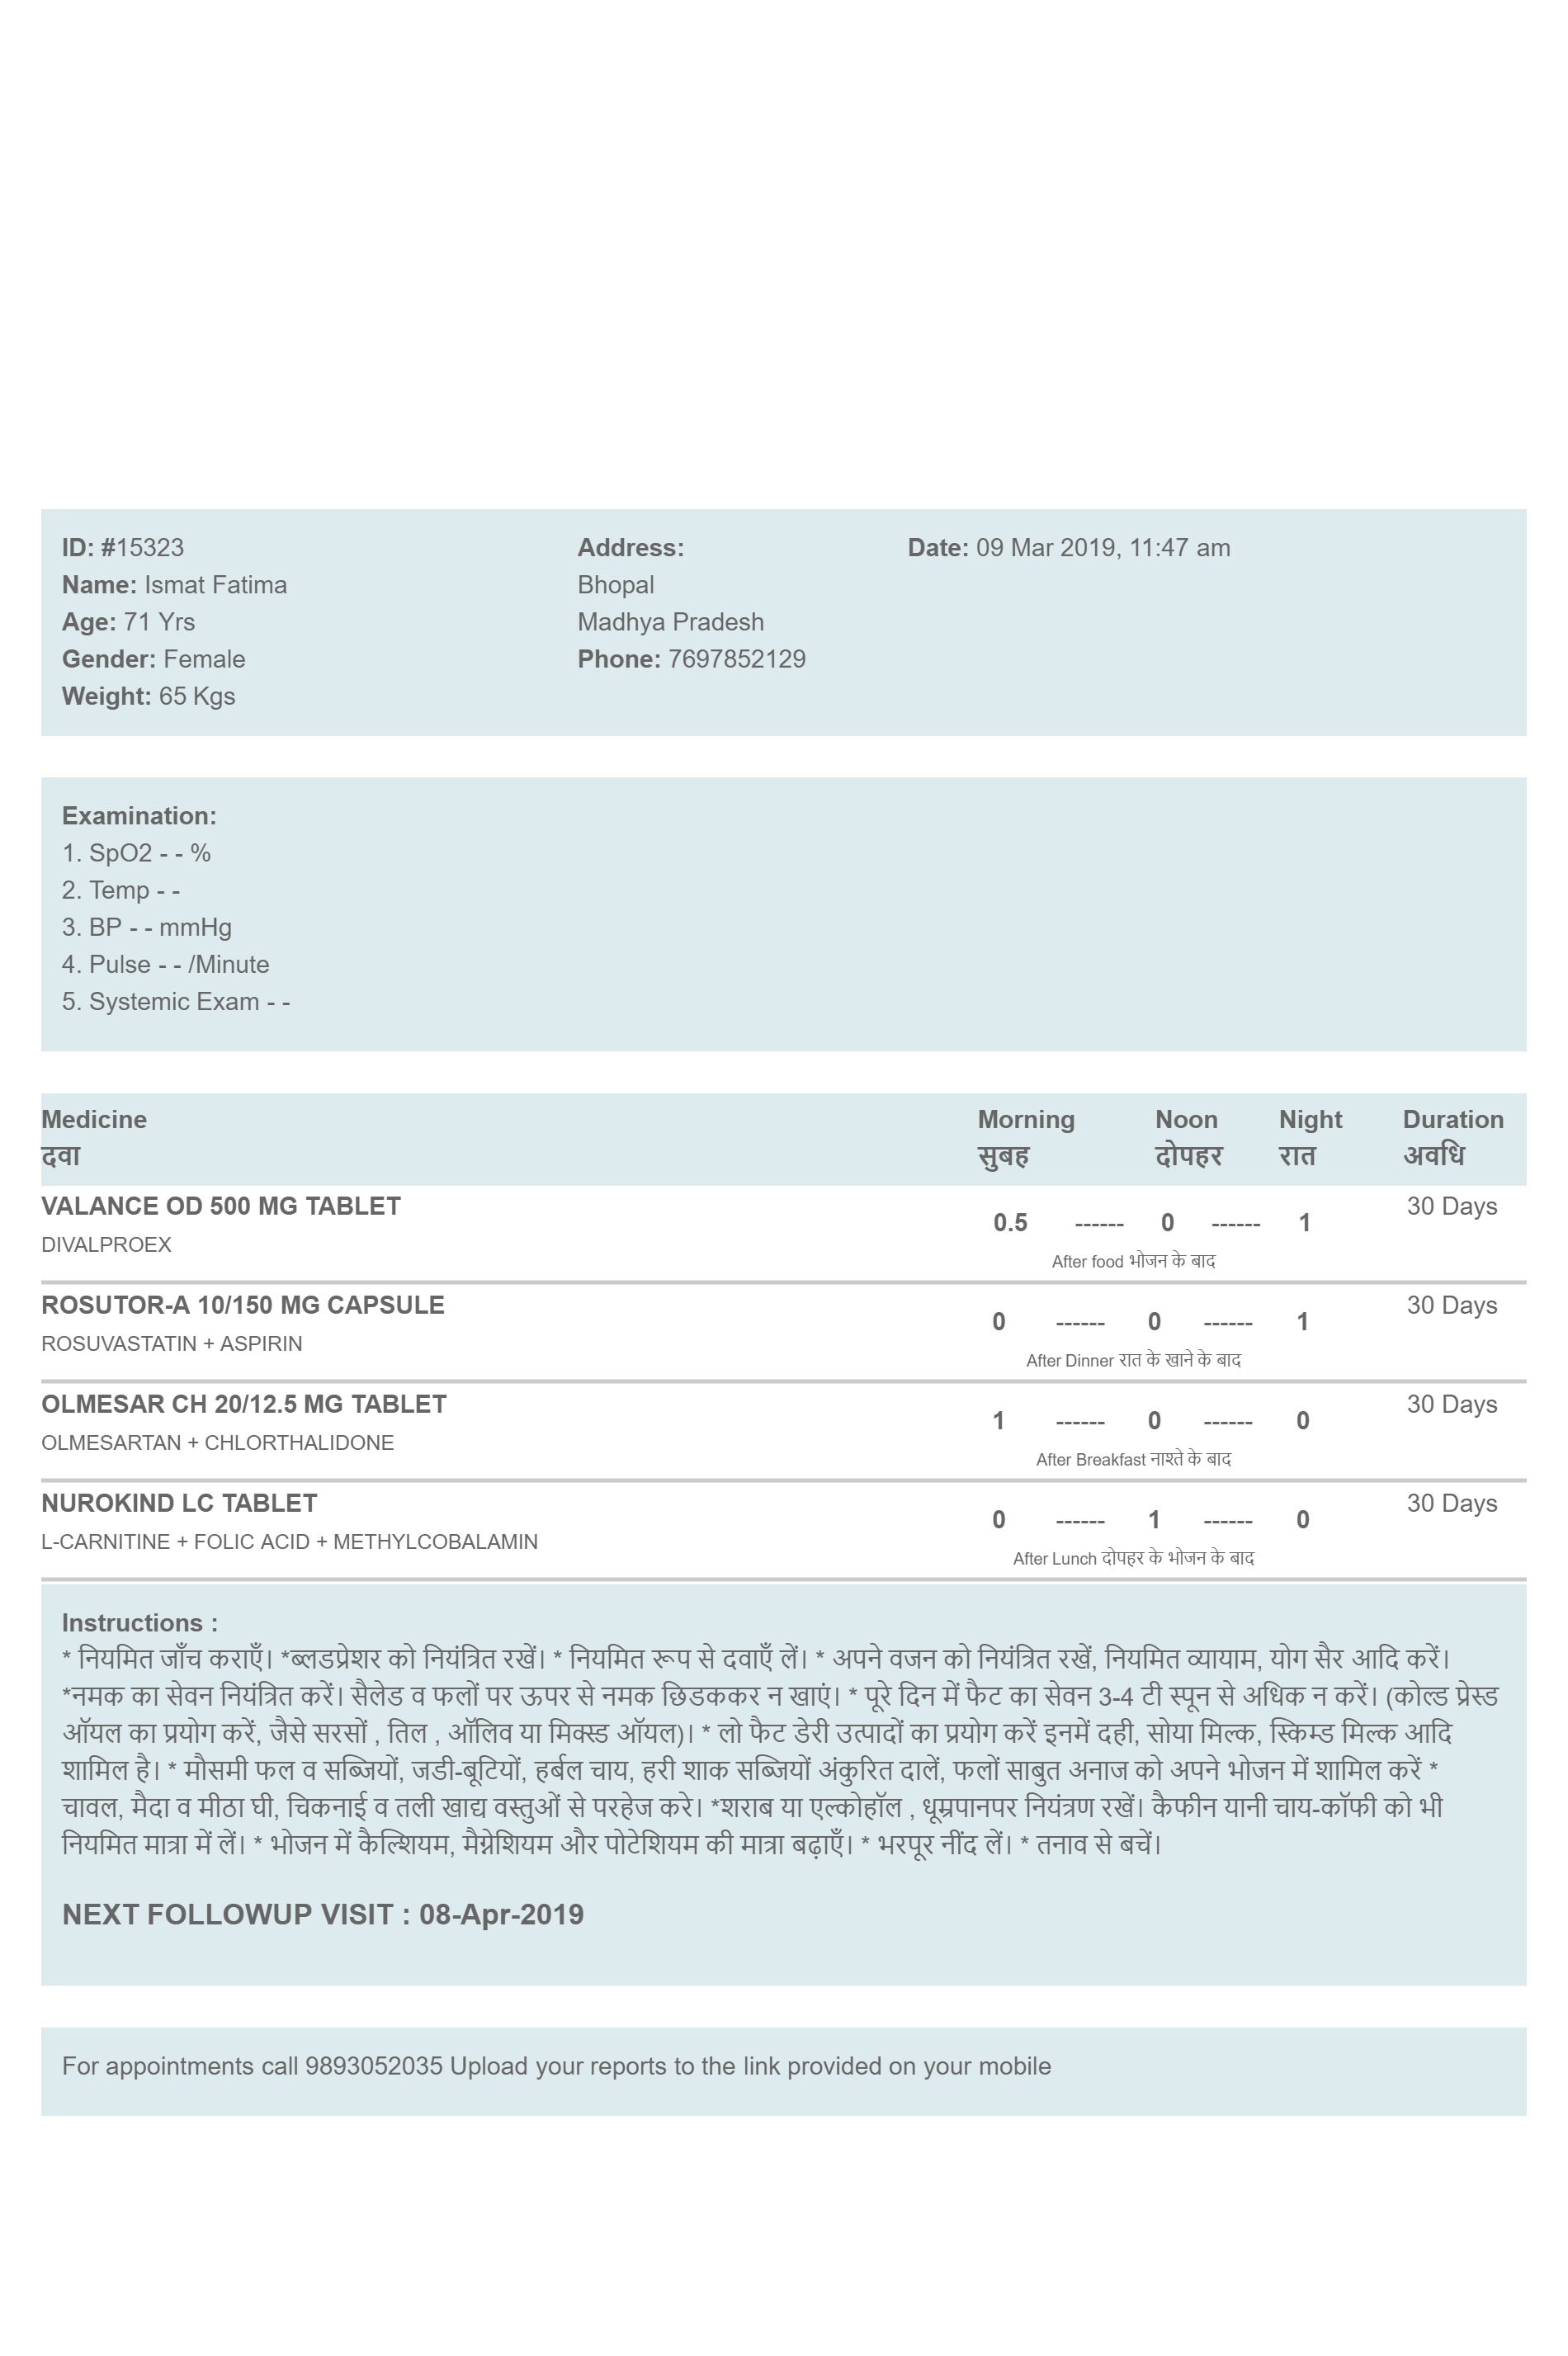 ID: #15323
Name: Ismat Fatima
Age: 71 Yrs
Gender: Female
Weight: 65 Kgs
Address:
Bhopal
Madhya Pradesh
Phone: 7697852129
Date: 09 Mar 2019, 11:47 am
Examination:
1. SpO2 - - %
2. Temp - -
3. BP - - mmHg
4. Pulse - - /Minute
5. Systemic Exam - -
Medicine Morning Noon Night Duration
दवा सुबह दोपहर रात अवधि
VALANCE OD 500 MG TABLET 30 Days
0.5 ------ 0 ------ 1
DIVALPROEX
After food भोजन के बाद
ROSUTOR-A 10/150 MG CAPSULE 30 Days
0 ------ 0 ------ 1
ROSUVASTATIN + ASPIRIN
After Dinner रात के खाने के बाद
OLMESAR CH 20/12.5 MG TABLET 30 Days
1 ------ 0 ------ 0
OLMESARTAN + CHLORTHALIDONE
After Breakfast नाश्ते के बाद
NUROKIND LC TABLET 30 Days
0 ------ 1 ------ 0
L-CARNITINE + FOLIC ACID + METHYLCOBALAMIN
After Lunch दोपहर के भोजन के बाद
Instructions :
* नियमित जाँच कराएँ। *ब्लडप्रेशर को नियंत्रित रखें। * नियमित रूप से दवाएँ लें। * अपने वजन को नियंत्रित रखें, नियमित व्यायाम, योग सैर आदि करें।
*नमक का सेवन नियंत्रित करें। सैलेड व फलों पर ऊपर से नमक छिडककर न खाएं। * पूरे दिन में फैट का सेवन 3-4 टी स्पून से अधिक न करें। (कोल्ड प्रेस्ड
ऑयल का प्रयोग करें, जैसे सरसों , तिल , ऑलिव या मिक्स्ड ऑयल)। * लो फैट डेरी उत्पादों का प्रयोग करें इनमें दही, सोया मिल्क, स्किम्ड मिल्क आदि
शामिल है। * मौसमी फल व सब्जियों, जडी-बूटियों, हर्बल चाय, हरी शाक सब्जियों अंकुरित दालें, फलों साबुत अनाज को अपने भोजन में शामिल करें *
चावल, मैदा व मीठा घी, चिकनाई व तली खाद्य वस्तुओं से परहेज करे। *शराब या एल्कोहॉल , धूम्रपानपर नियंत्रण रखें। कैफीन यानी चाय-कॉफी को भी
नियमित मात्रा में लें। * भोजन में कैल्शियम, मैग्नेशियम और पोटेशियम की मात्रा बढ़ाएँ। * भरपूर नींद लें। * तनाव से बचें।
NEXT FOLLOWUP VISIT : 08-Apr-2019
For appointments call 9893052035 Upload your reports to the link provided on your mobile